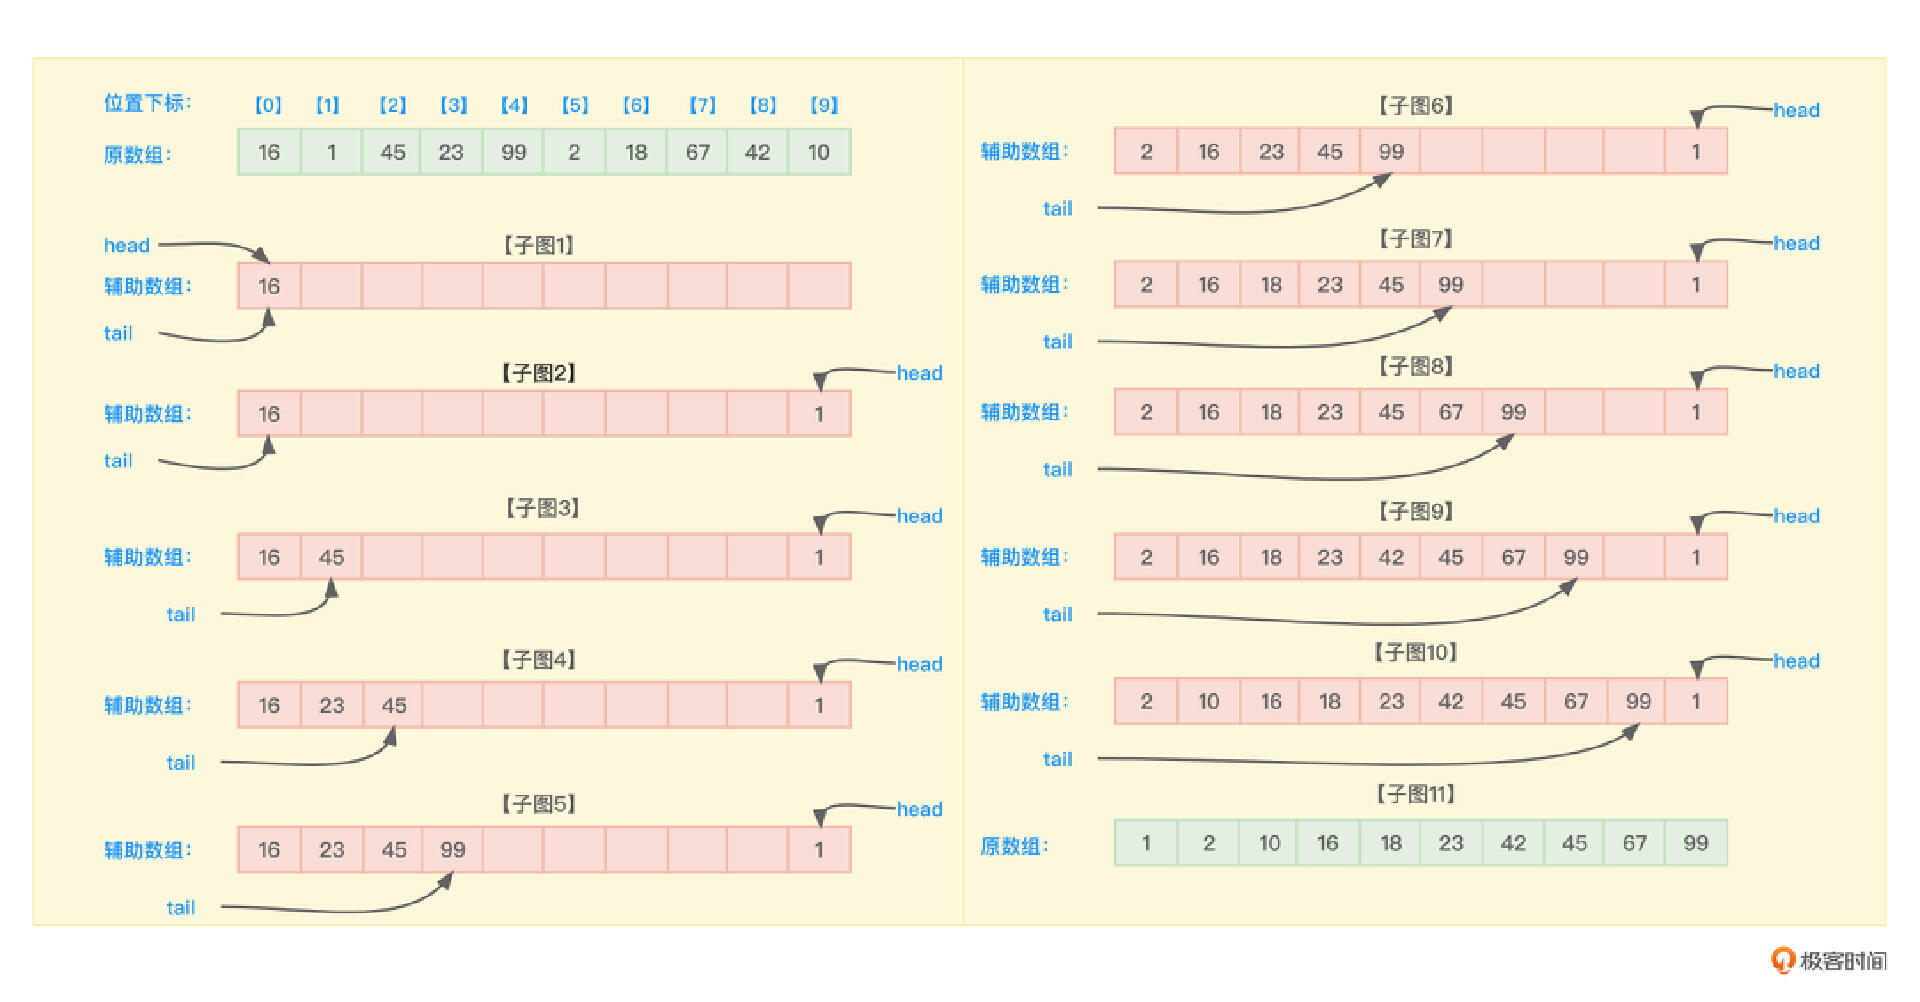 位置下标: 【0】 【1】 【2】 【3】 【4】 【5】 【6】 【7】 【8】 【9】
原数组: 16 1 45 23 99 2 18 67 42 10
【子图1】
head
辅助数组: 16
tail
【子图2】
head
辅助数组: 16 1
tail
【子图3】
head
辅助数组: 16 45 1
tail
【子图4】
head
辅助数组: 16 23 45 1
tail
【子图5】
head
辅助数组: 16 23 45 99 1
tail
【子图6】
head
辅助数组: 2 16 23 45 99 1
tail
【子图7】
head
辅助数组: 2 16 18 23 45 99 1
tail
【子图8】
head
辅助数组: 2 16 18 23 45 67 99 1
tail
【子图9】
head
辅助数组: 2 16 18 23 42 45 67 99 1
tail
【子图10】
head
辅助数组: 2 10 16 18 23 42 45 67 99 1
tail
【子图11】
原数组: 1 2 10 16 18 23 42 45 67 99
极客时间